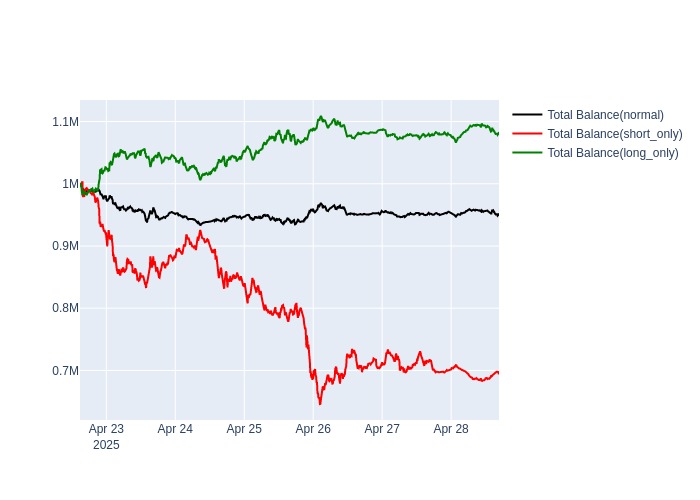 Total Balance(normal)
Total Balance(short_only)
Total Balance(long_only)
1.1M
1M
0.9M
0.8M
0.7M
Apr 23
2025
Apr 24
Apr 25
Apr 26
Apr 27
Apr 28